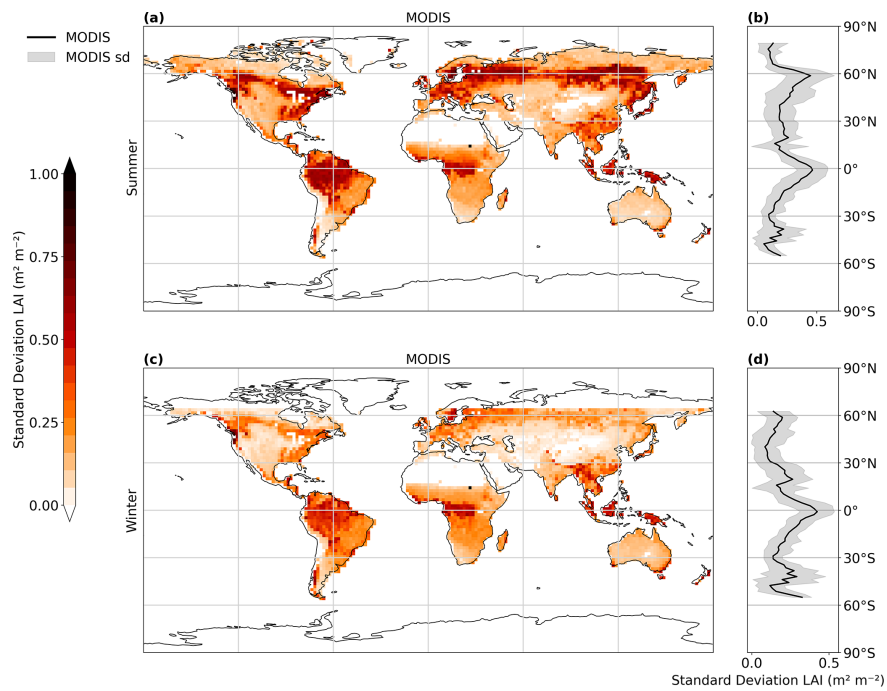 (a)
MODIS
(b)
90°N
MODIS
MODIS sd
60°N
30°N
0°
30°S
60°S
90°S
0.0
0.5
Summer
1.00
0.75
0.50
0.25
0.00
Standard Deviation LAI (m² m⁻²)
(c)
MODIS
(d)
90°N
60°N
30°N
0°
30°S
60°S
90°S
0.0
0.5
Winter
Standard Deviation LAI (m² m⁻²)